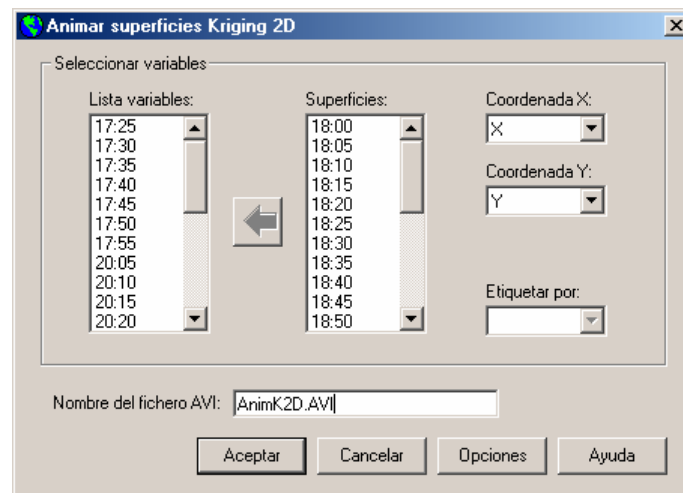 Animar superficies Kriging 2D
Seleccionar variables
Lista variables:
17:25
17:30
17:35
17:40
17:45
17:50
17:55
20:05
20:10
20:15
20:20
Superficies:
18:00
18:05
18:10
18:15
18:20
18:25
18:30
18:35
18:40
18:45
18:50
Coordenada X:
X
Coordenada Y:
Y
Etiquetar por:
Nombre del fichero AVI: AnimK2D.AVI
Aceptar Cancelar Opciones Ayuda